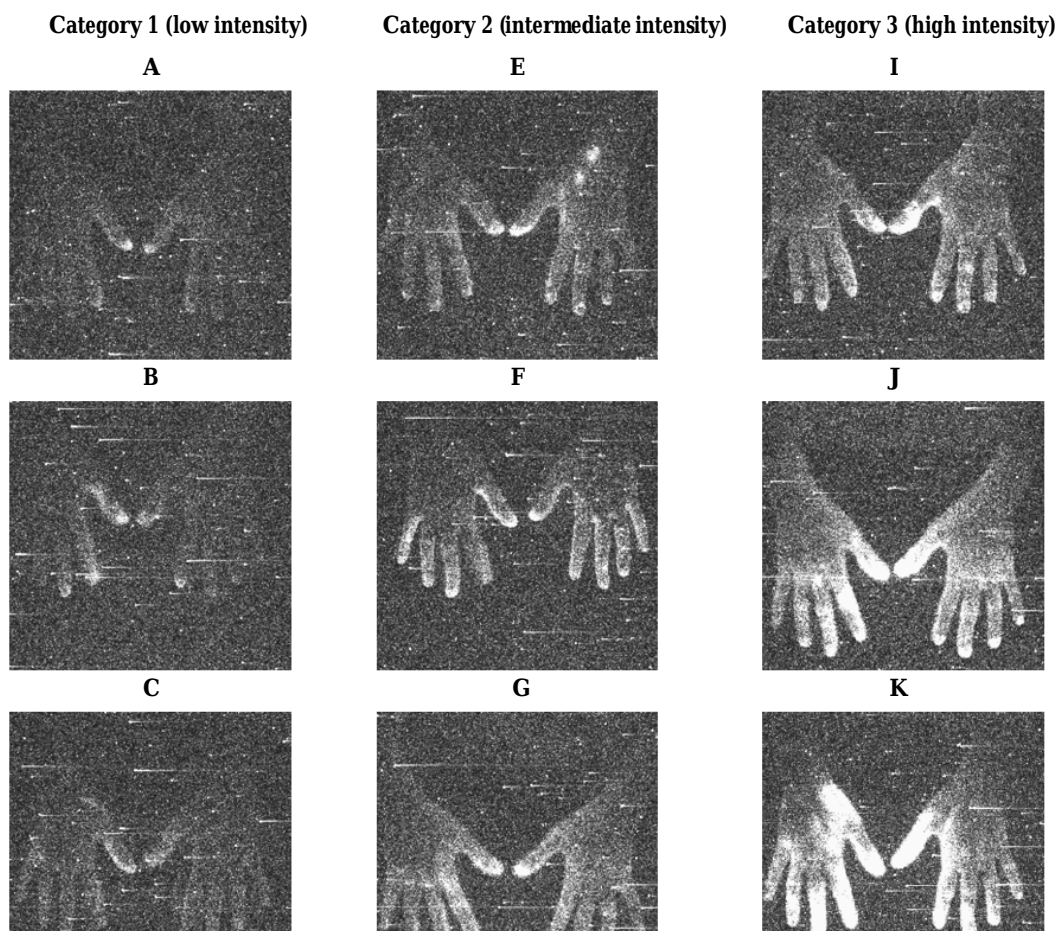 Category 1 (low intensity) Category 2 (intermediate intensity) Category 3 (high intensity)
A E I
B F J
C G K